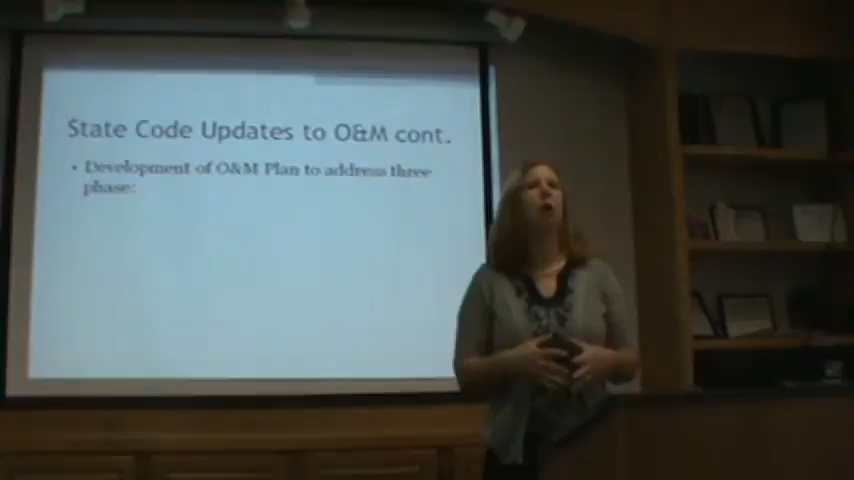 State Code Updates to O&M cont.
• Development of O&M Plan to address three
phase: